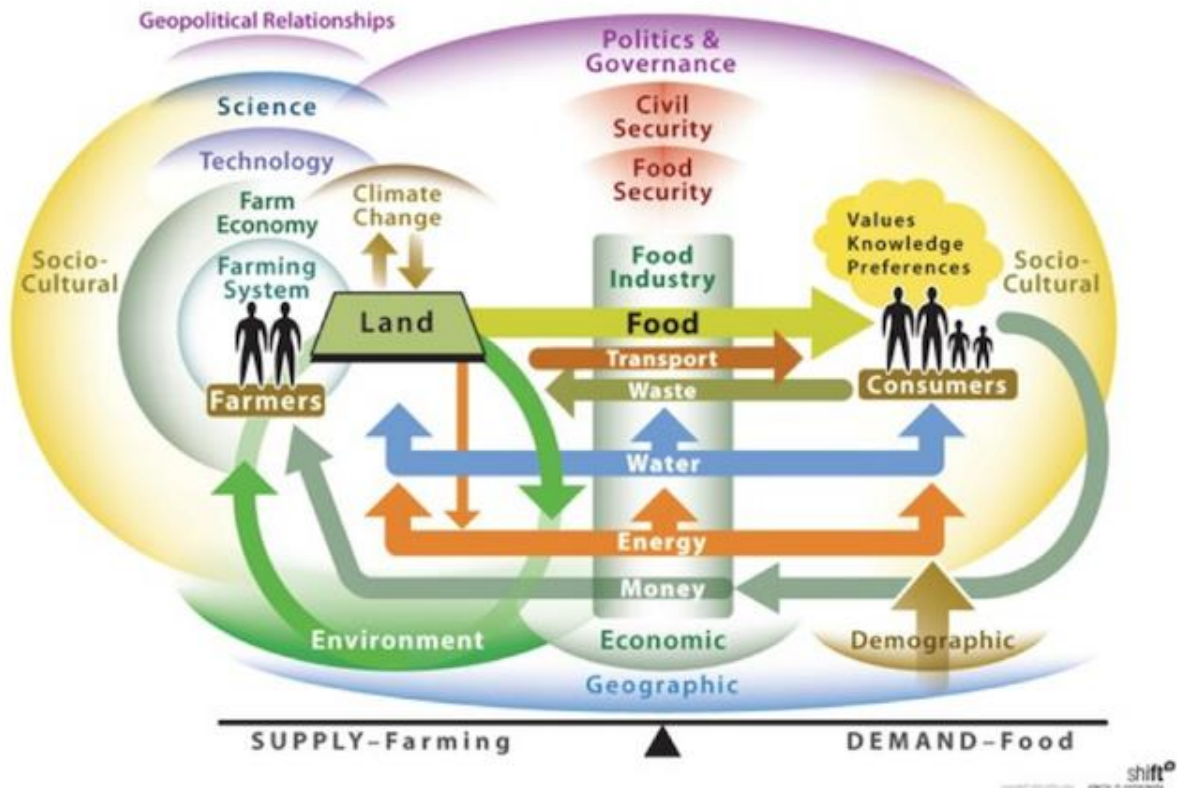 Geopolitical Relationships
Politics &
Governance
Science
Civil
Security
Technology
Food
Security
Climate
Change
Farm
Economy
Values
Knowledge
Preferences
Socio-
Cultural
Farming
System
Food
Industry
Socio-
Cultural
Land
Food
Transport
Farmers
Waste
Consumers
Water
Energy
Money
Environment
Economic
Demographic
Geographic
SUPPLY–Farming
DEMAND–Food
shift